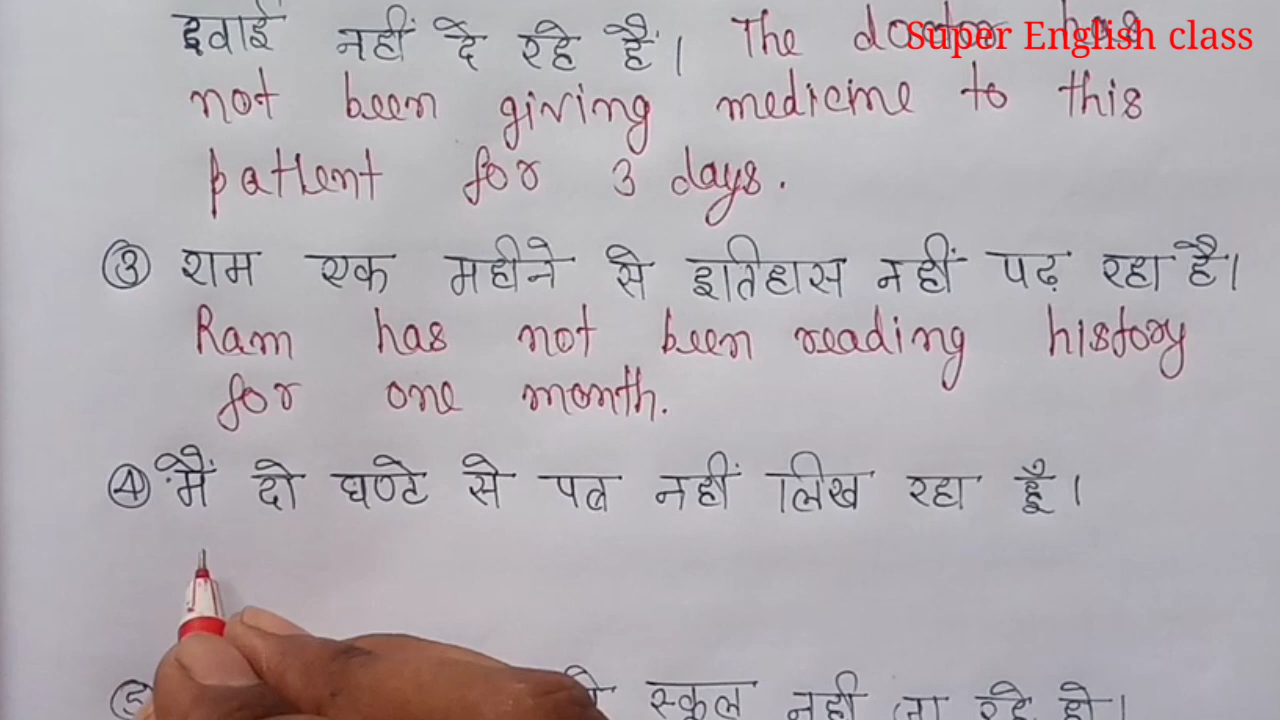 दवाई नहीं दे रहे हैं। The doctor has
Super English class
not been giving medicine to this
patient for 3 days.
③ राम एक महीने से इतिहास नहीं पढ़ रहा है।
Ram has not been reading history
for one month.
④ मैं दो घण्टे से पत्र नहीं लिख रहा हूँ।
⑤ स्कूल नहीं जा रहे हो।